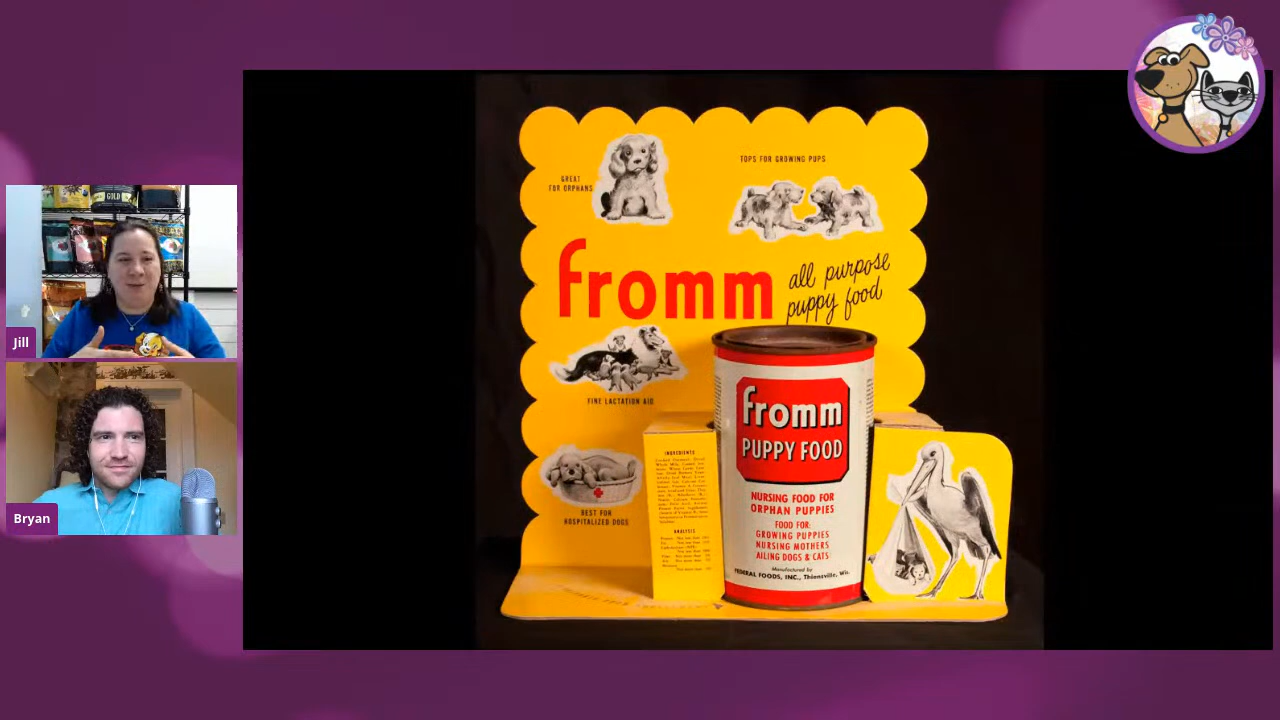 GREAT
FOR ORPHANS
TOPS FOR GROWING PUPS
fromm
all purpose
puppy food
FINE LACTATION AID
BEST FOR
HOSPITALIZED DOGS
INGREDIENTS
ANALYSIS
fromm
PUPPY FOOD
NURSING FOOD FOR
ORPHAN PUPPIES
FOOD FOR:
GROWING PUPPIES
NURSING MOTHERS
AILING DOGS & CATS
Manufactured by
FEDERAL FOODS, INC., Thiensville, Wis.
GOLD
Jill
Bryan